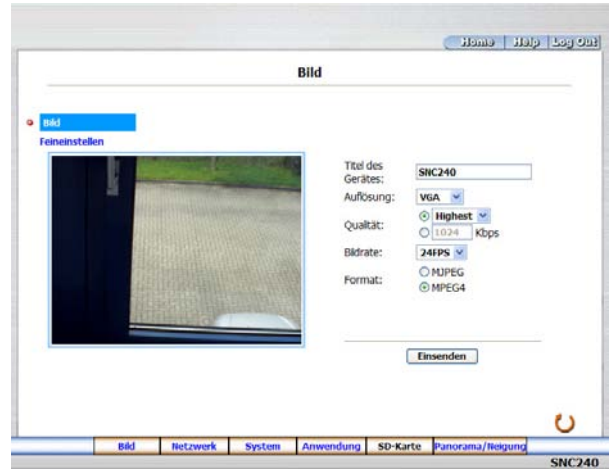 Home Help Log Out
Bild
Bild
Feineinstellen
Titel des
Gerätes: SNC240
Auflösung: VGA
Qualität: Highest
1024 Kbps
Bildrate: 24FPS
Format: MJPEG
MPEG4
Einsenden
Bild Netzwerk System Anwendung SD-Karte Panorama/Neigung
SNC240